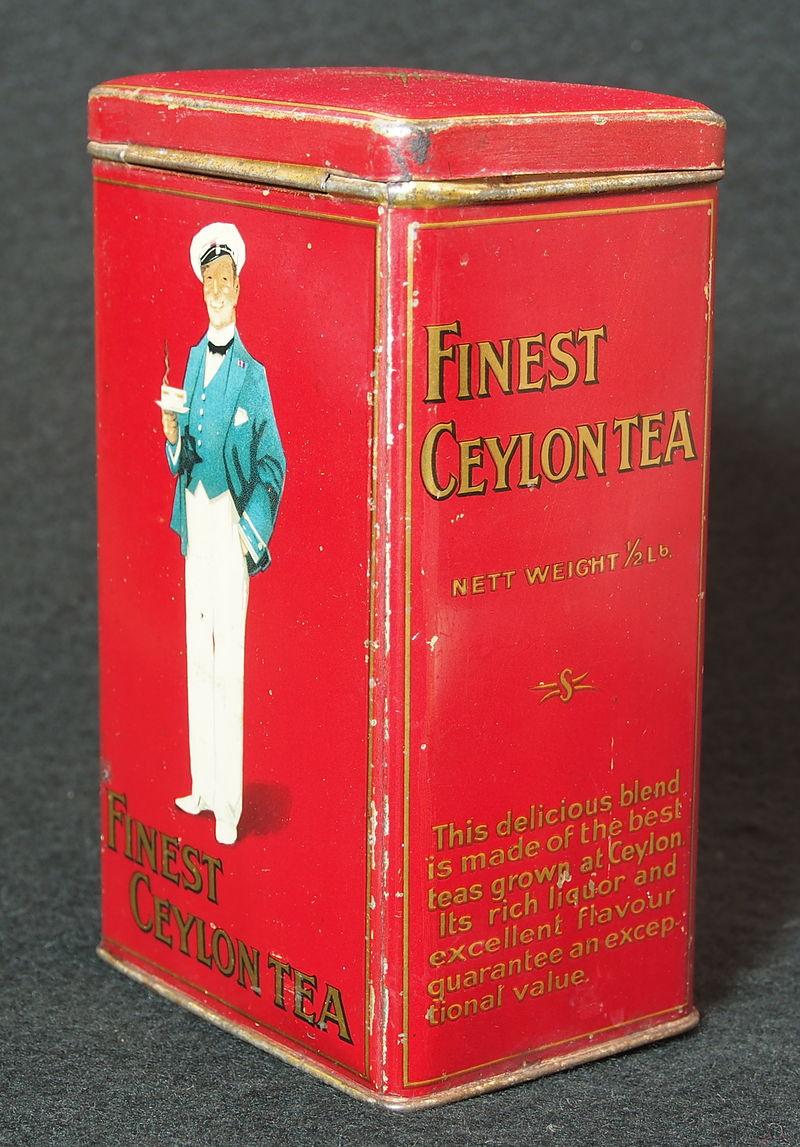 FINEST
CEYLON TEA
FINEST
CEYLON TEA
NETT WEIGHT ½ Lb.
S
This delicious blend
is made of the best
teas grown at Ceylon.
Its rich liquor and
excellent flavour
guarantee an excep-
tional value.